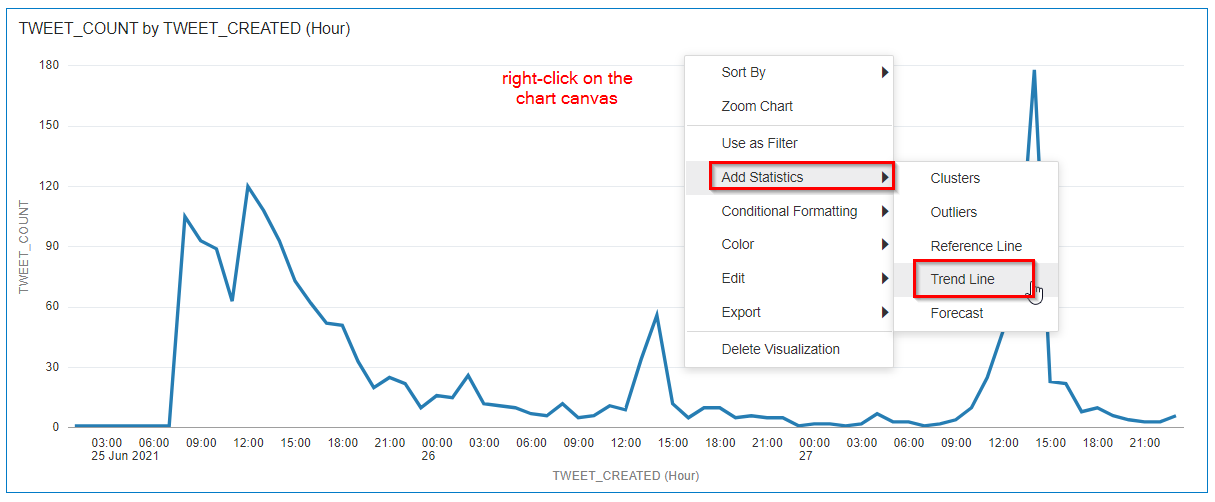 TWEET_COUNT by TWEET_CREATED (Hour)
right-click on the
chart canvas
Sort By
Zoom Chart
Use as Filter
Add Statistics
Conditional Formatting
Color
Edit
Export
Delete Visualization
Clusters
Outliers
Reference Line
Trend Line
Forecast
TWEET_COUNT
180
150
120
90
60
30
0
03:00 06:00 09:00 12:00 15:00 18:00 21:00 00:00 03:00 06:00 09:00 12:00 15:00 18:00 21:00 00:00 03:00 06:00 09:00 12:00 15:00 18:00 21:00
25 Jun 2021 26 27
TWEET_CREATED (Hour)